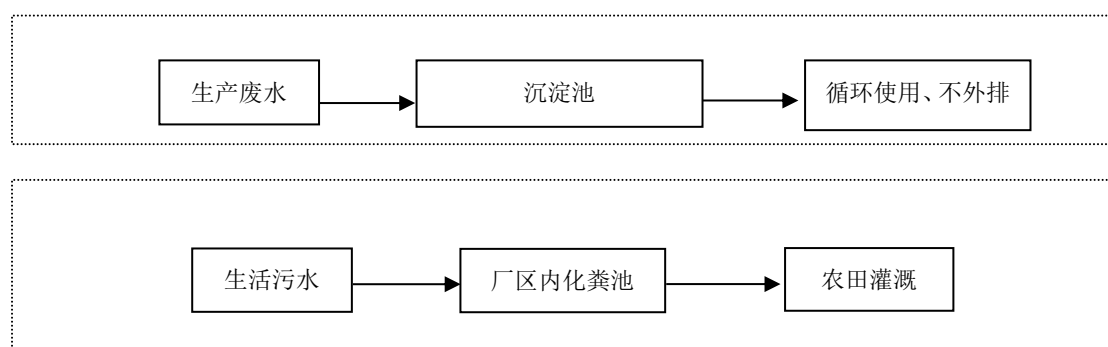 生产废水
沉淀池
循环使用、不外排
生活污水
厂区内化粪池
农田灌溉